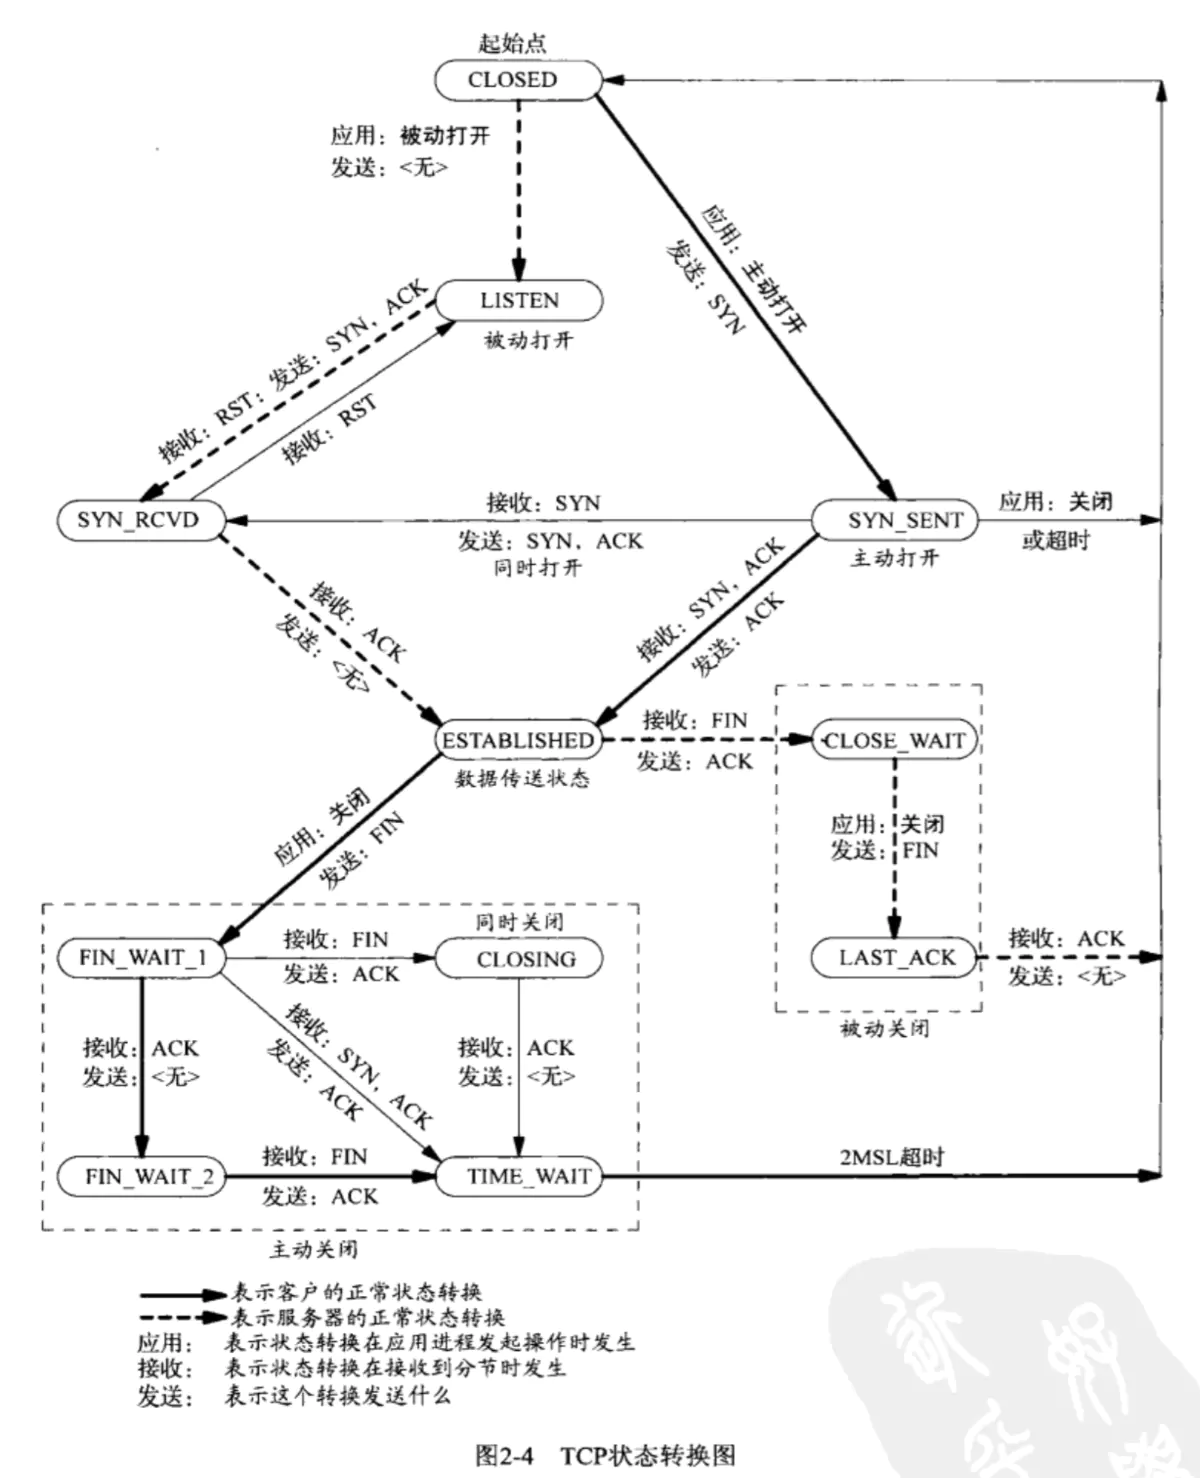 起始点
CLOSED
应用：被动打开
发送：<无>
应用：主动打开
发送：SYN
LISTEN
被动打开
接收：RST；发送：SYN，ACK
接收：RST
SYN_RCVD
接收：SYN
发送：SYN，ACK
同时打开
SYN_SENT
主动打开
应用：关闭
或超时
接收：ACK
发送：<无>
接收：SYN，ACK
发送：ACK
ESTABLISHED
数据传送状态
接收：FIN
发送：ACK
CLOSE_WAIT
应用：关闭
发送：FIN
应用：关闭
发送：FIN
LAST_ACK
接收：ACK
发送：<无>
被动关闭
FIN_WAIT_1
接收：FIN
发送：ACK
同时关闭
CLOSING
接收：ACK
发送：<无>
接收：SYN，ACK
发送：ACK
接收：ACK
发送：<无>
FIN_WAIT_2
接收：FIN
发送：ACK
TIME_WAIT
2MSL超时
主动关闭
表示客户的正常状态转换
表示服务器的正常状态转换
应用： 表示状态转换在应用进程发起操作时发生
接收： 表示状态转换在接收到分节时发生
发送： 表示这个转换发送什么
图2-4 TCP状态转换图